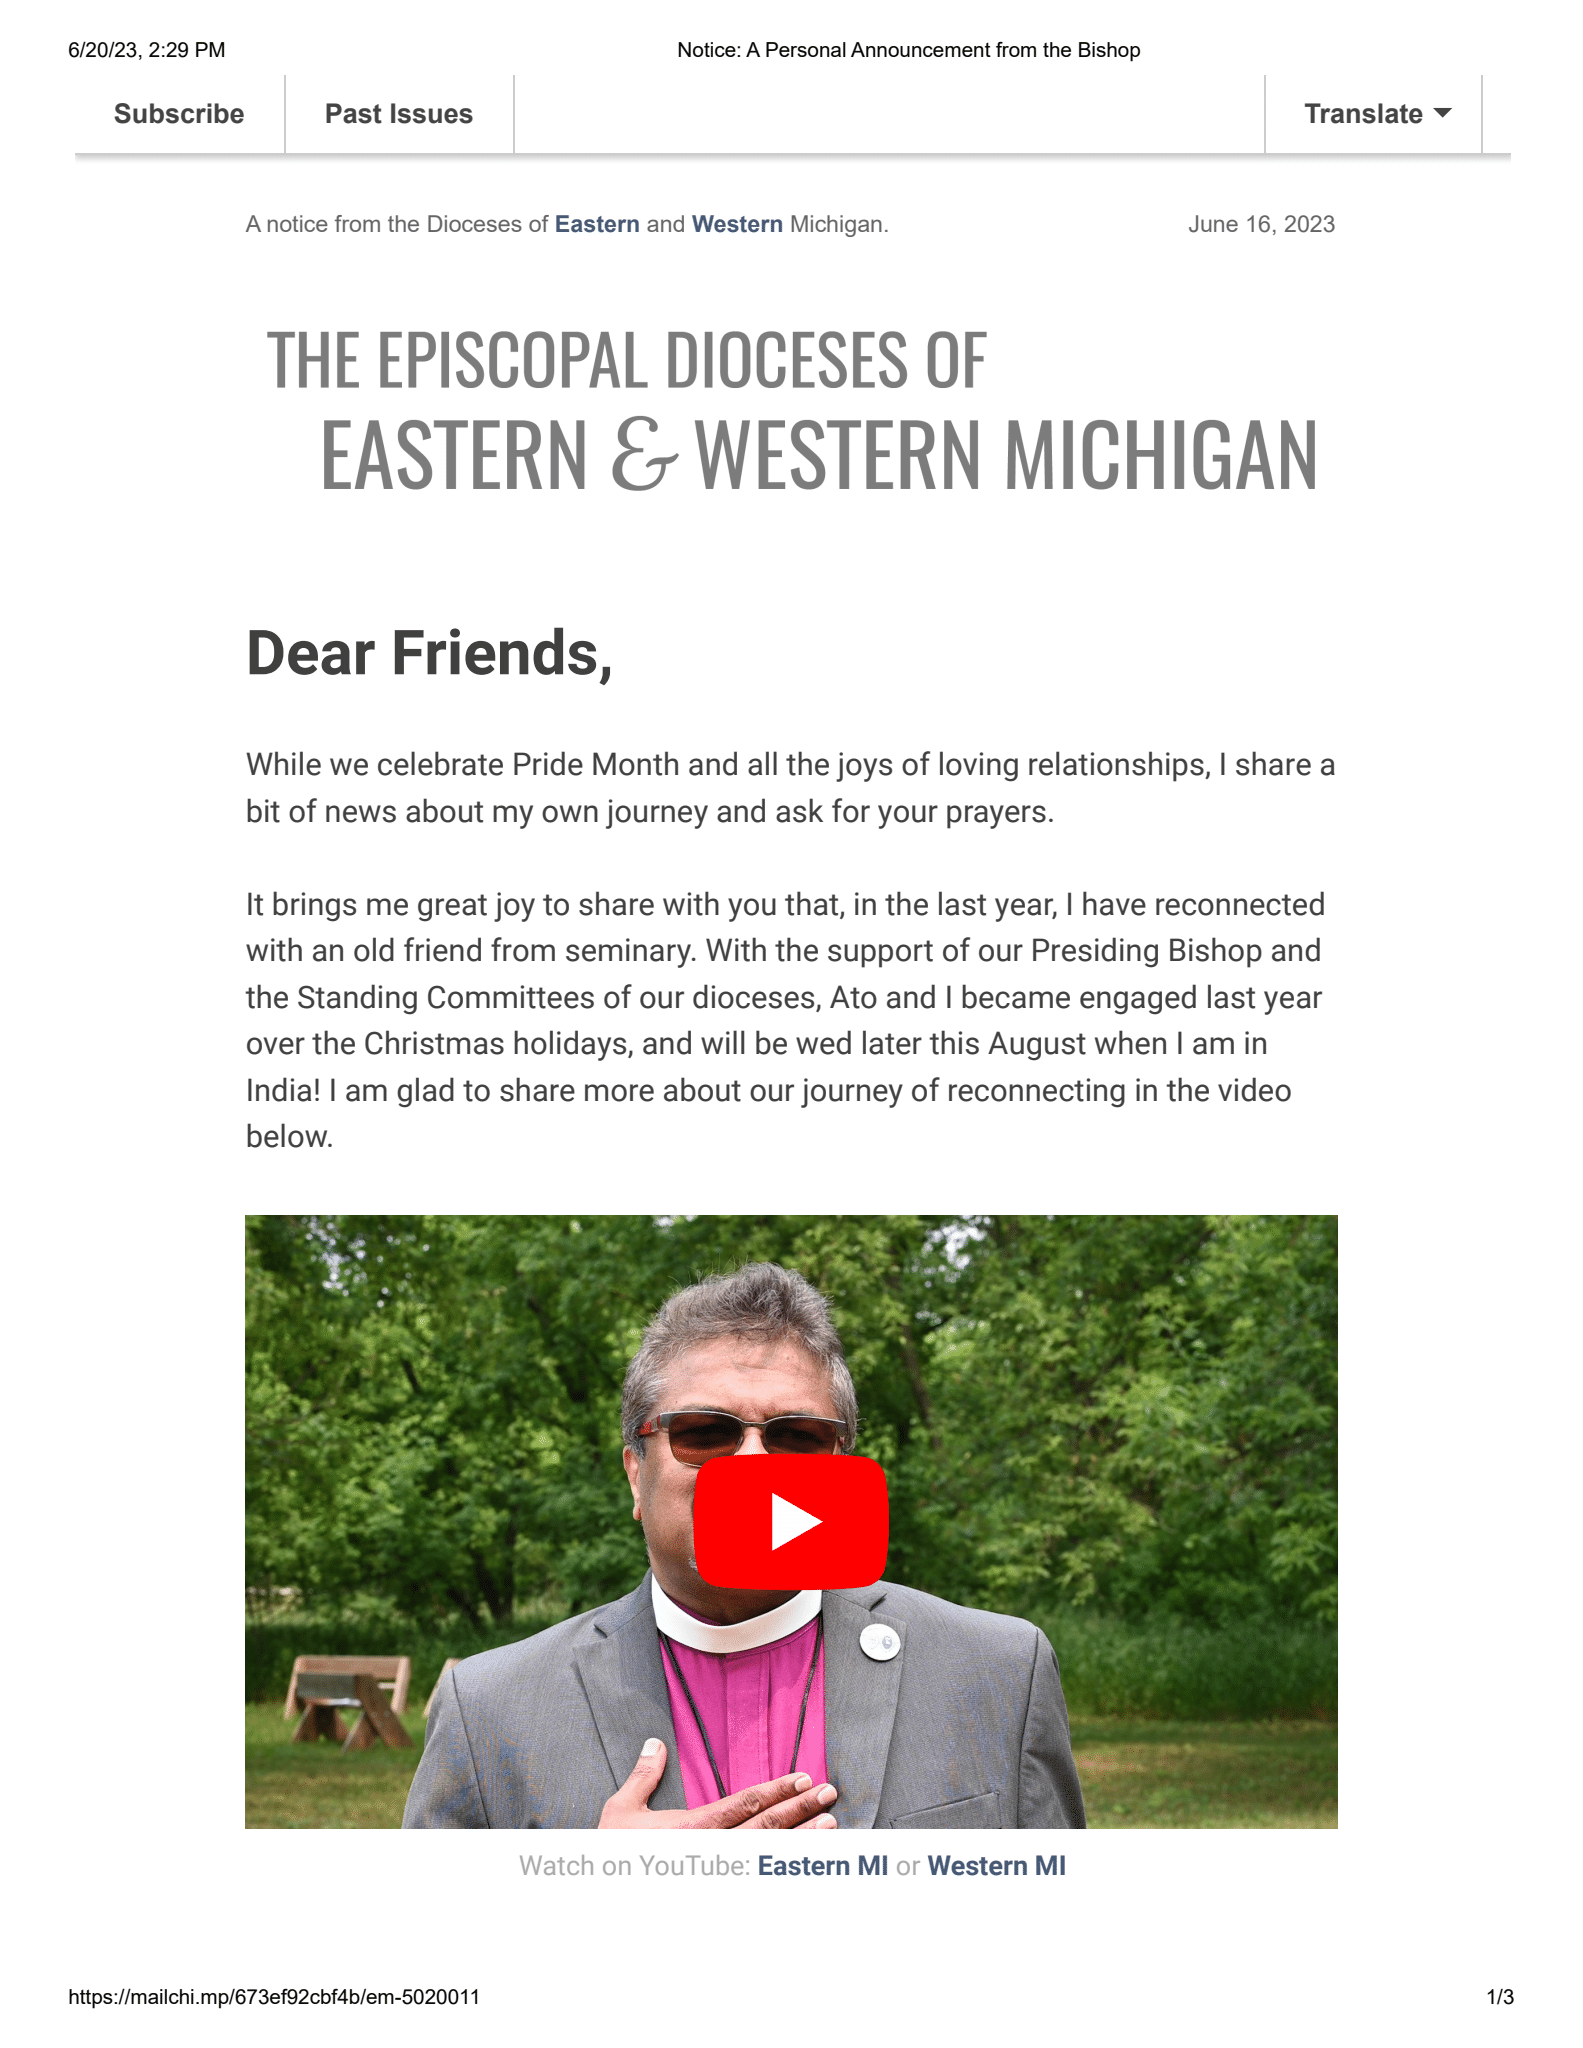 6/20/23, 2:29 PM
Notice: A Personal Announcement from the Bishop
Subscribe
Past Issues
Translate
A notice from the Dioceses of Eastern and Western Michigan.
June 16, 2023
THE EPISCOPAL DIOCESES OF
EASTERN & WESTERN MICHIGAN
Dear Friends,
While we celebrate Pride Month and all the joys of loving relationships, I share a
bit of news about my own journey and ask for your prayers.
It brings me great joy to share with you that, in the last year, I have reconnected
with an old friend from seminary. With the support of our Presiding Bishop and
the Standing Committees of our dioceses, Ato and I became engaged last year
over the Christmas holidays, and will be wed later this August when I am in
India! I am glad to share more about our journey of reconnecting in the video
below.
Watch on YouTube: Eastern MI or Western MI
https://mailchi.mp/673ef92cbf4b/em-5020011
1/3